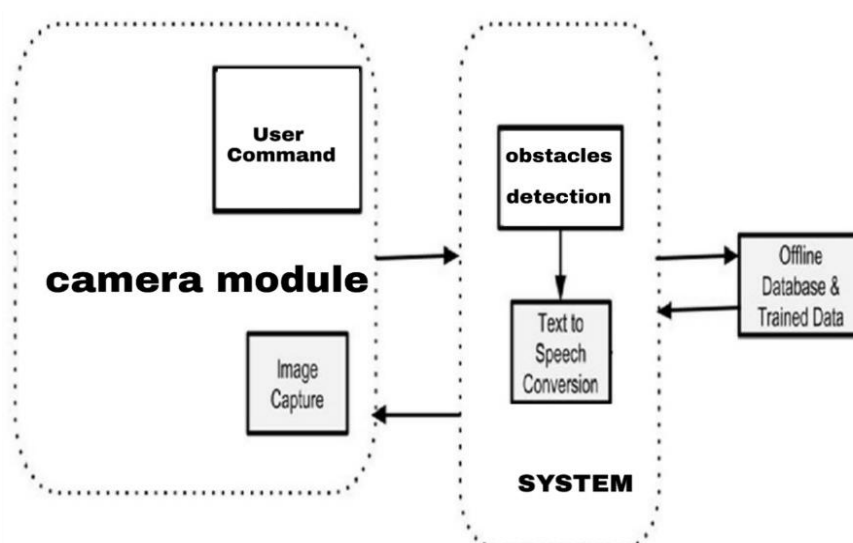 User
Command
camera module
Image
Capture
obstacles
detection
Text to
Speech
Conversion
SYSTEM
Offline
Database &
Trained Data